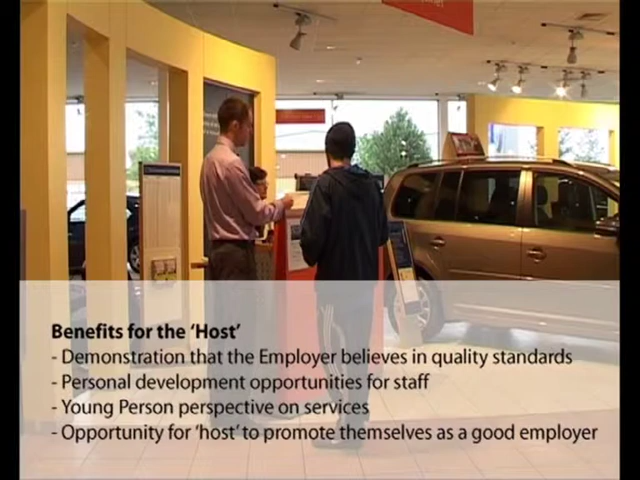 Benefits for the ‘Host’
- Demonstration that the Employer believes in quality standards
- Personal development opportunities for staff
- Young Person perspective on services
- Opportunity for ‘host’ to promote themselves as a good employer